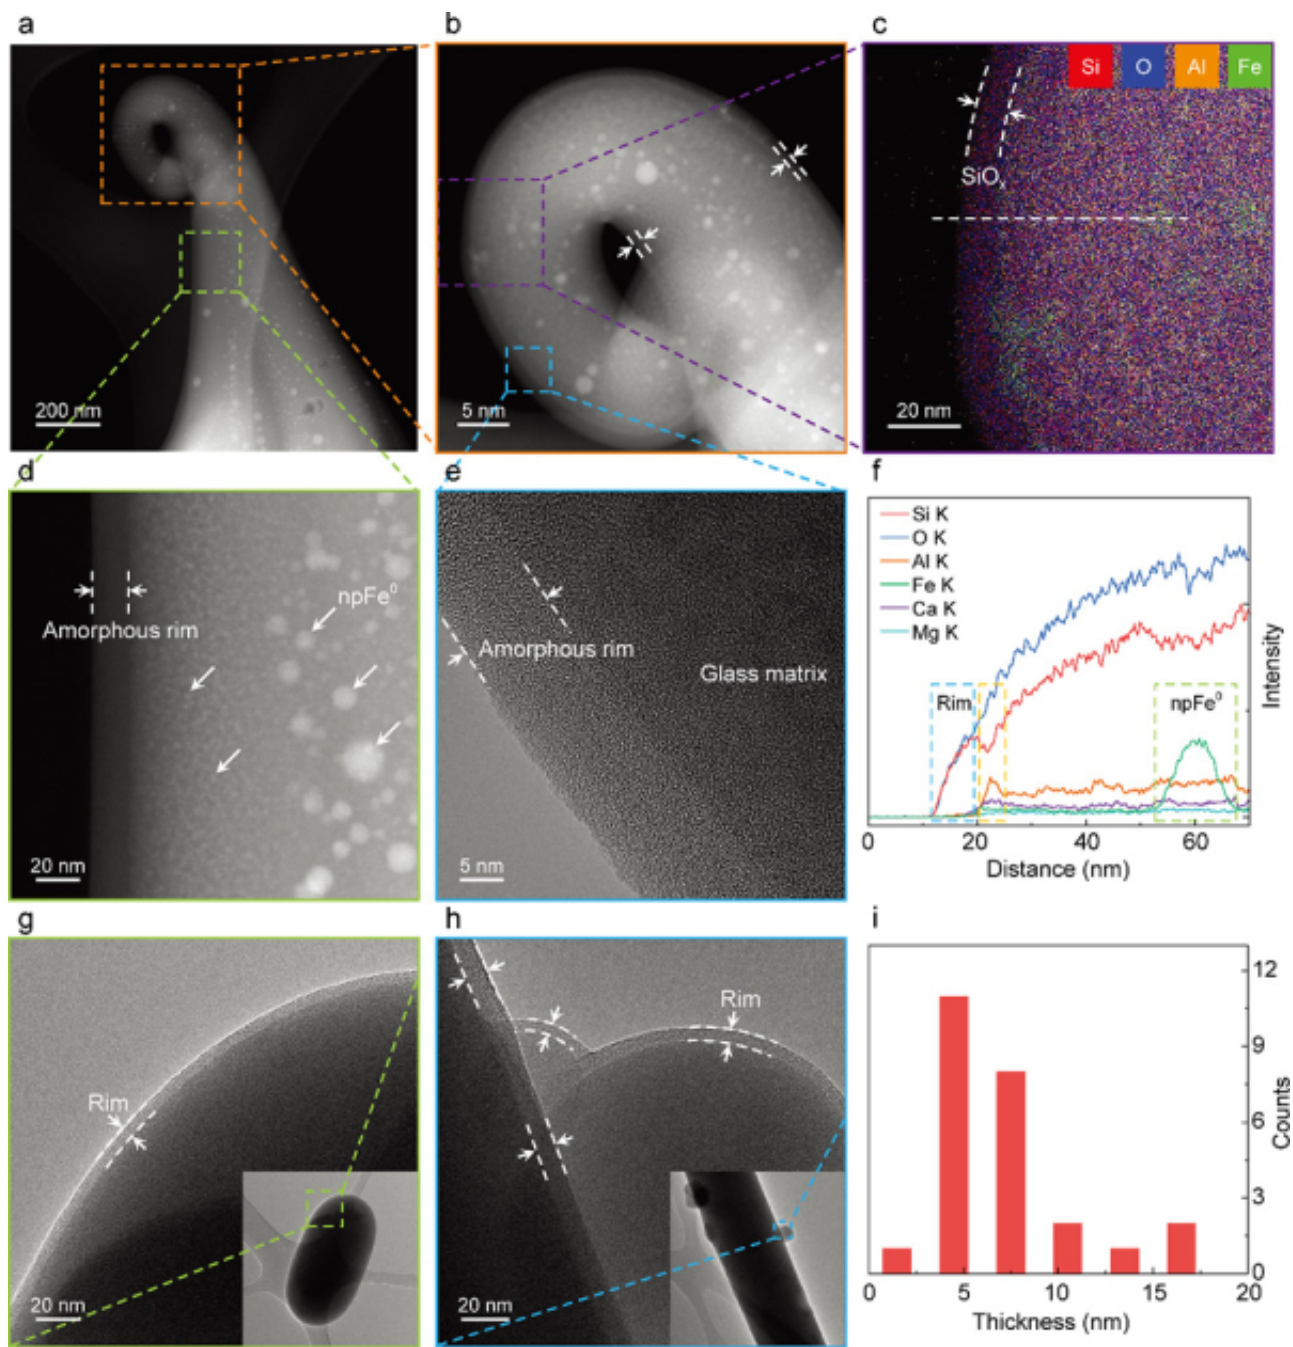 a
b
c
Si O Al Fe
SiOₓ
200 nm
5 nm
20 nm
d
e
f
npFe⁰
Amorphous rim
20 nm
Amorphous rim
Glass matrix
5 nm
Si K
O K
Al K
Fe K
Ca K
Mg K
Rim
npFe⁰
Intensity
0 20 40 60
Distance (nm)
g
h
i
Rim
20 nm
Rim
20 nm
12
9
6
3
0
Counts
0 5 10 15 20
Thickness (nm)